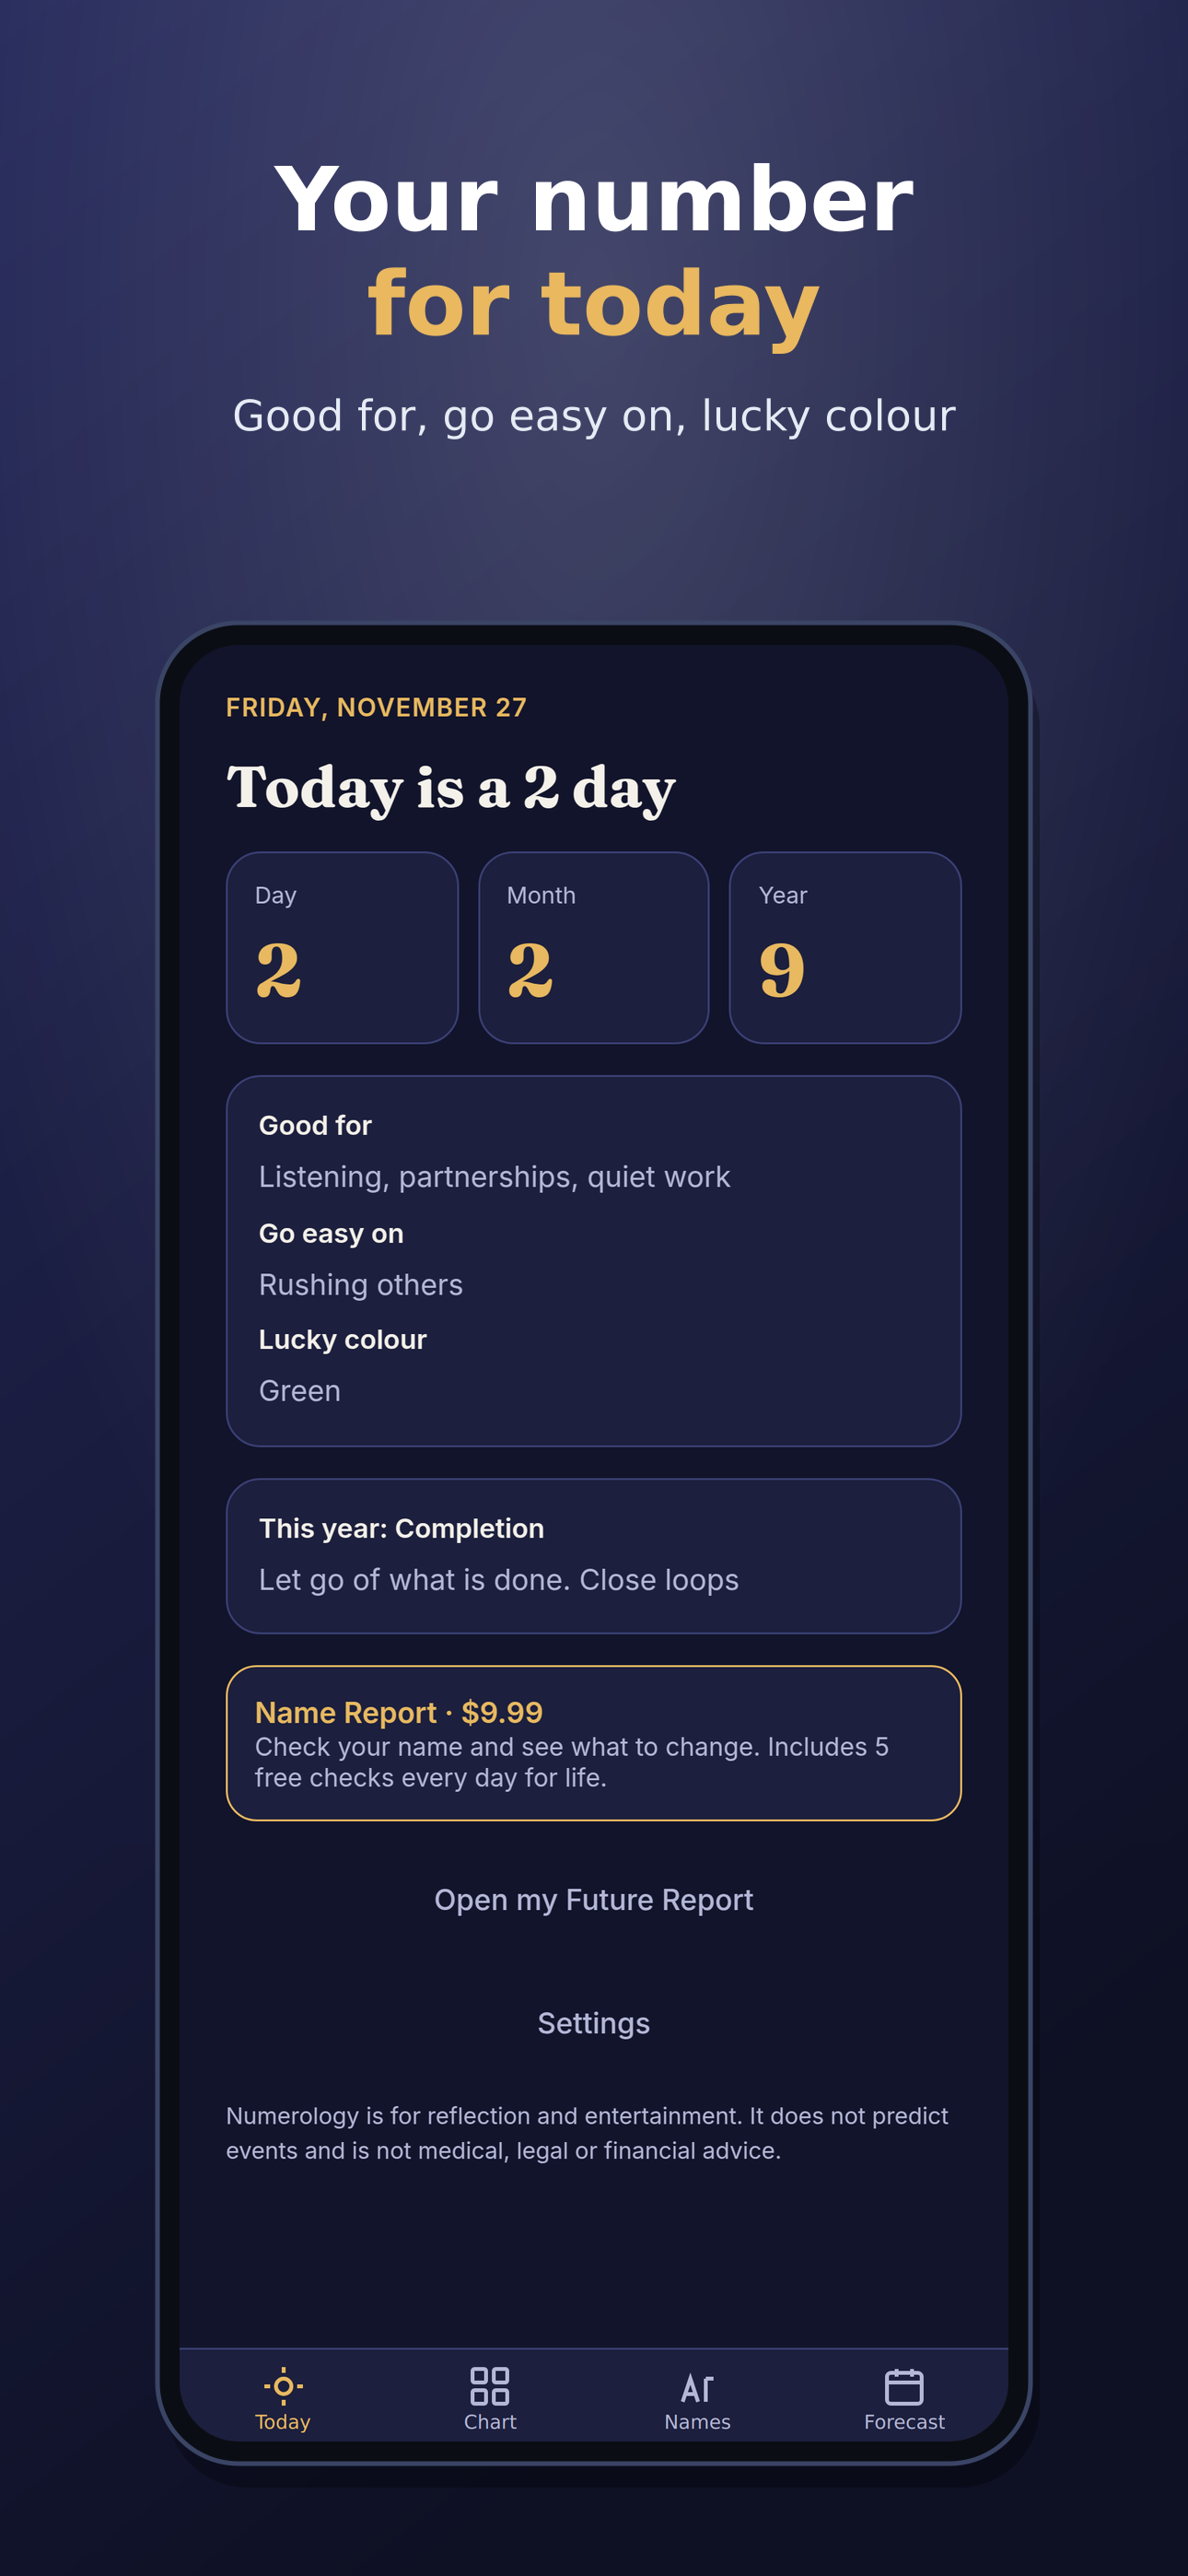 Your number
for today
Good for, go easy on, lucky colour
FRIDAY, NOVEMBER 27
Today is a 2 day
Day
2
Month
2
Year
9
Good for
Listening, partnerships, quiet work
Go easy on
Rushing others
Lucky colour
Green
This year: Completion
Let go of what is done. Close loops
Name Report · $9.99
Check your name and see what to change. Includes 5
free checks every day for life.
Open my Future Report
Settings
Numerology is for reflection and entertainment. It does not predict
events and is not medical, legal or financial advice.
Today
Chart
Names
Forecast